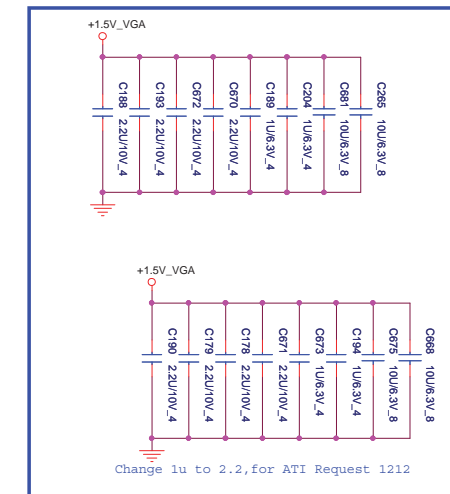 +1.5V_VGA
C188 2.2U/10V_4
C193 2.2U/10V_4
C672 2.2U/10V_4
C670 2.2U/10V_4
C189 1U/6.3V_4
C204 1U/6.3V_4
C681 10U/6.3V_8
C265 10U/6.3V_8
+1.5V_VGA
C190 2.2U/10V_4
C179 2.2U/10V_4
C178 2.2U/10V_4
C671 2.2U/10V_4
C673 1U/6.3V_4
C194 1U/6.3V_4
C675 10U/6.3V_8
C668 10U/6.3V_8
Change 1u to 2.2,for ATI Request 1212